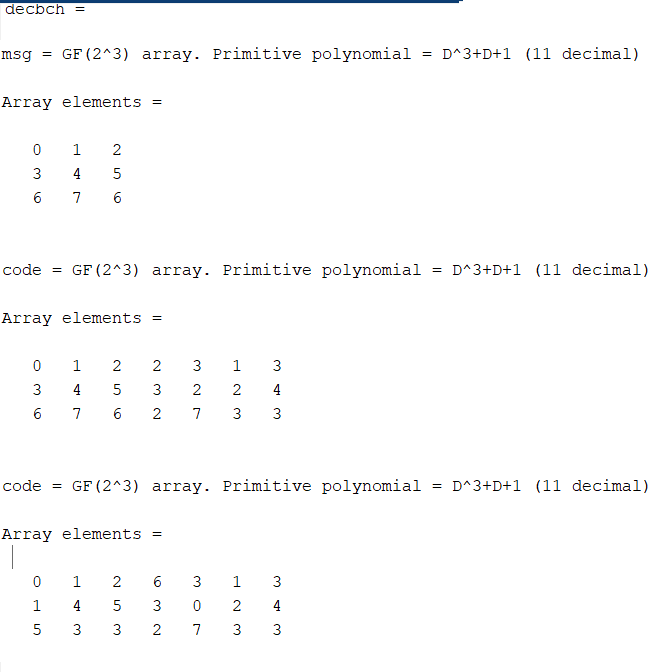 decbch =
msg = GF(2^3) array. Primitive polynomial = D^3+D+1 (11 decimal)
Array elements =
0 1 2
3 4 5
6 7 6
code = GF(2^3) array. Primitive polynomial = D^3+D+1 (11 decimal)
Array elements =
0 1 2 2 3 1 3
3 4 5 3 2 2 4
6 7 6 2 7 3 3
code = GF(2^3) array. Primitive polynomial = D^3+D+1 (11 decimal)
Array elements =
0 1 2 6 3 1 3
1 4 5 3 0 2 4
5 3 3 2 7 3 3